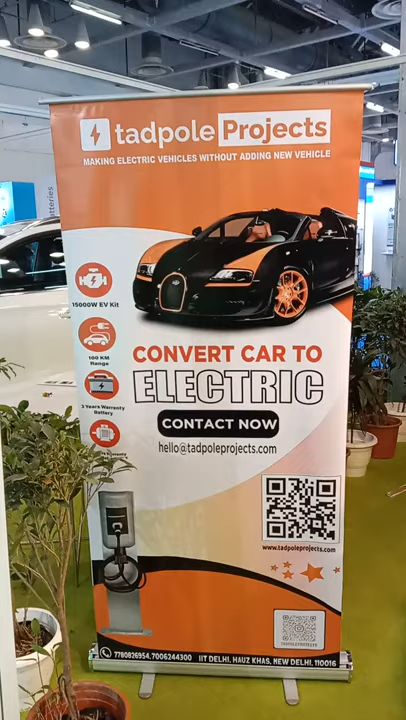 tadpole Projects
MAKING ELECTRIC VEHICLES WITHOUT ADDING NEW VEHICLE
batteries
15000W EV Kit
100 KM
Range
3 Years Warranty
Battery
CONVERT CAR TO
ELECTRIC
CONTACT NOW
hello@tadpoleprojects.com
www.tadpoleprojects.com
7780826954,7006244300 IIT DELHI, HAUZ KHAS, NEW DELHI, 110016